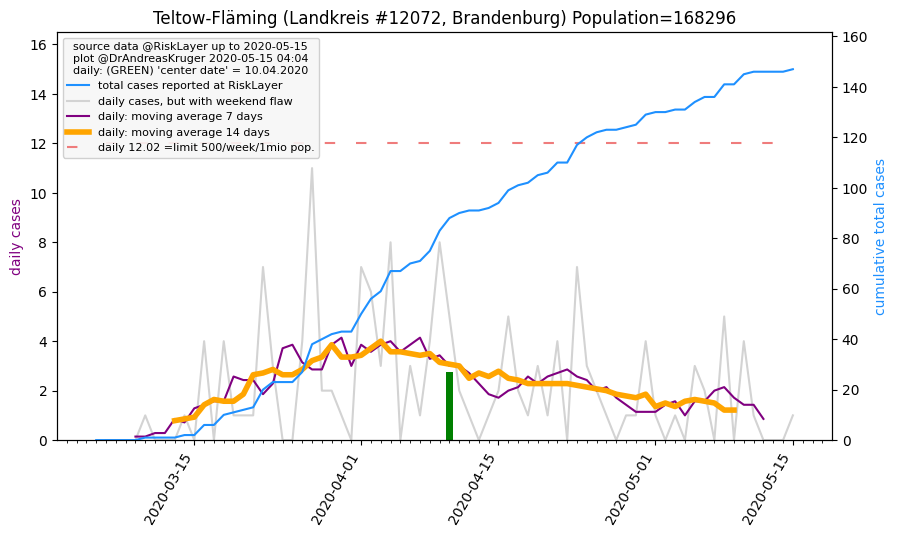 Teltow-Fläming (Landkreis #12072, Brandenburg) Population=168296
source data @RiskLayer up to 2020-05-15
plot @DrAndreasKruger 2020-05-15 04:04
daily: (GREEN) 'center date' = 10.04.2020
total cases reported at RiskLayer
daily cases, but with weekend flaw
daily: moving average 7 days
daily: moving average 14 days
daily 12.02 =limit 500/week/1mio pop.
daily cases
16
14
12
10
8
6
4
2
0
cumulative total cases
160
140
120
100
80
60
40
20
0
2020-03-15
2020-04-01
2020-04-15
2020-05-01
2020-05-15